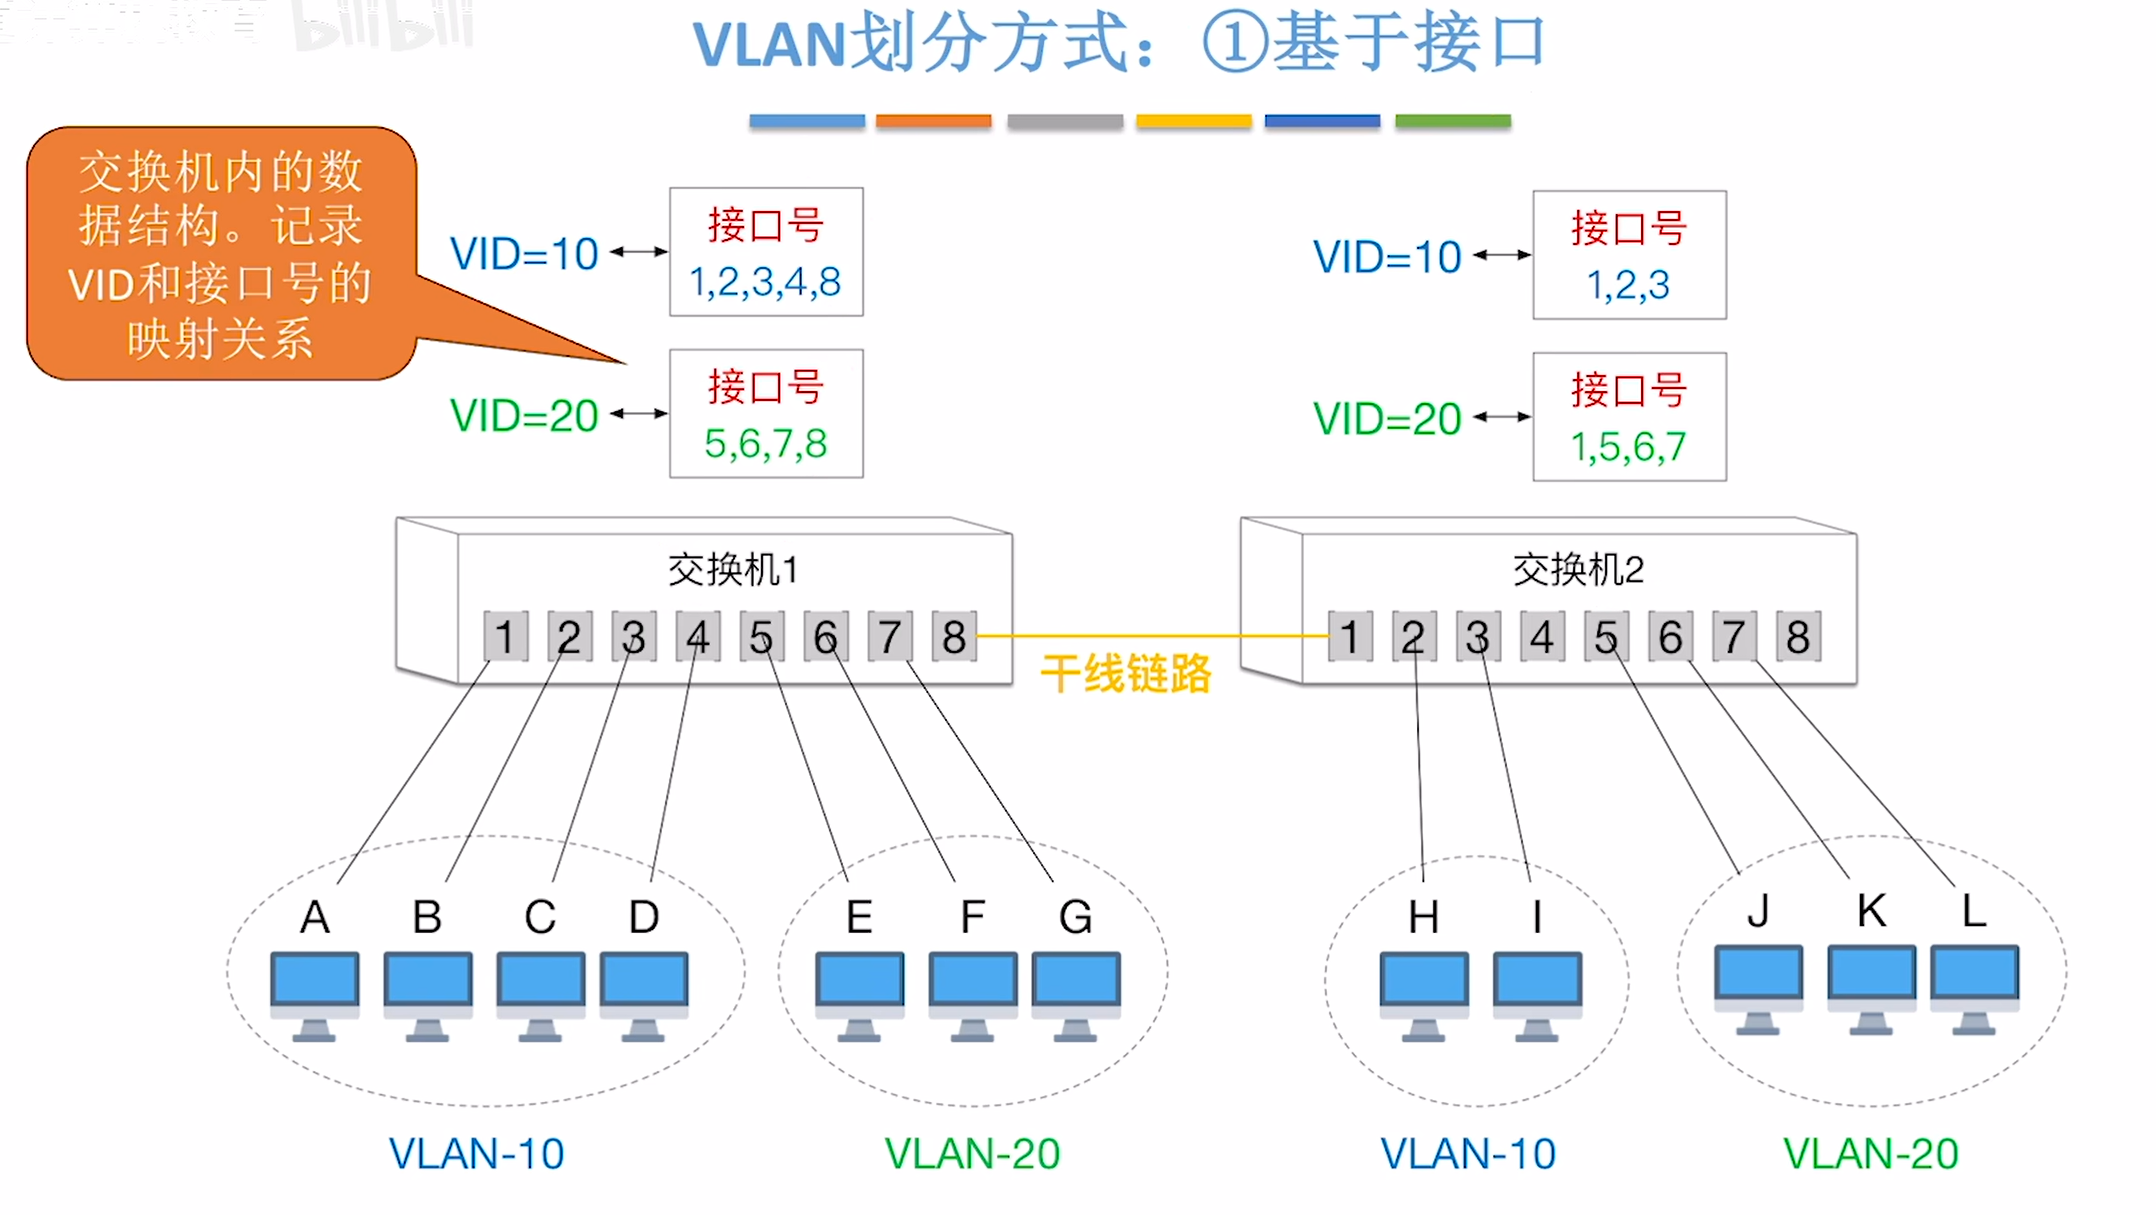 VLAN划分方式：①基于接口
交换机内的数
据结构。记录
VID和接口号的
映射关系
VID=10
接口号
1,2,3,4,8
VID=20
接口号
5,6,7,8
VID=10
接口号
1,2,3
VID=20
接口号
1,5,6,7
交换机1
1 2 3 4 5 6 7 8
干线链路
交换机2
1 2 3 4 5 6 7 8
A B C D
E F G
H I
J K L
VLAN-10
VLAN-20
VLAN-10
VLAN-20
bilibili